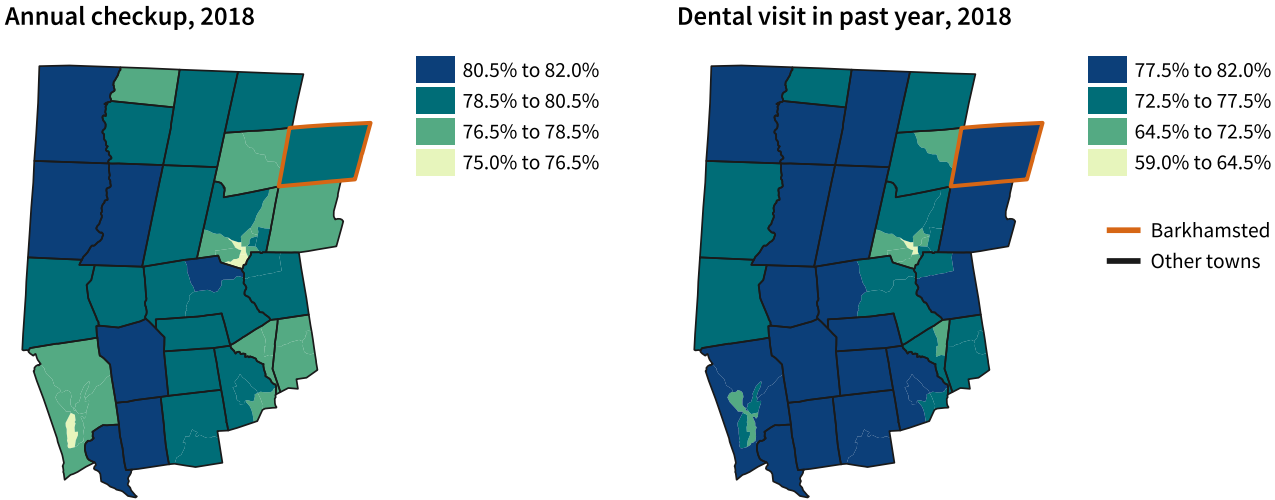 Annual checkup, 2018
80.5% to 82.0%
78.5% to 80.5%
76.5% to 78.5%
75.0% to 76.5%
Dental visit in past year, 2018
77.5% to 82.0%
72.5% to 77.5%
64.5% to 72.5%
59.0% to 64.5%
Barkhamsted
Other towns